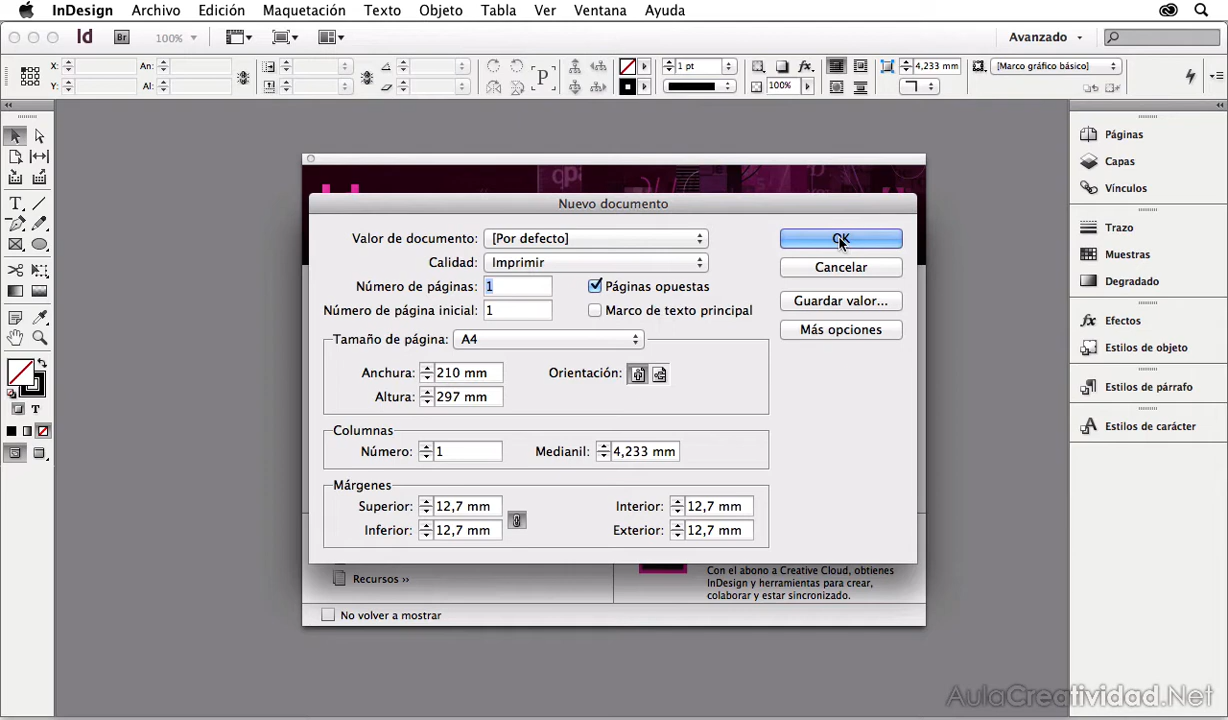 InDesign Archivo Edición Maquetación Texto Objeto Tabla Ver Ventana Ayuda
Id Br 100% Avanzado
X: An: 1 pt fx 4,233 mm [Marco gráfico básico]
Y: Al: P 100%
Páginas
Capas
Vínculos
Trazo
Muestras
Degradado
fx Efectos
Estilos de objeto
Estilos de párrafo
A Estilos de carácter
T
T
qpa
Nuevo documento
Valor de documento: [Por defecto] OK
Calidad: Imprimir Cancelar
Número de páginas: 1 Páginas opuestas Guardar valor...
Número de página inicial: 1 Marco de texto principal Más opciones
Tamaño de página: A4
Anchura: 210 mm Orientación:
Altura: 297 mm
Columnas
Número: 1 Medianil: 4,233 mm
Márgenes
Superior: 12,7 mm Interior: 12,7 mm
Inferior: 12,7 mm Exterior: 12,7 mm
Recursos ››
Con el abono a Creative Cloud, obtienes
InDesign y herramientas para crear,
colaborar y estar sincronizado.
No volver a mostrar
AulaCreatividad.Net